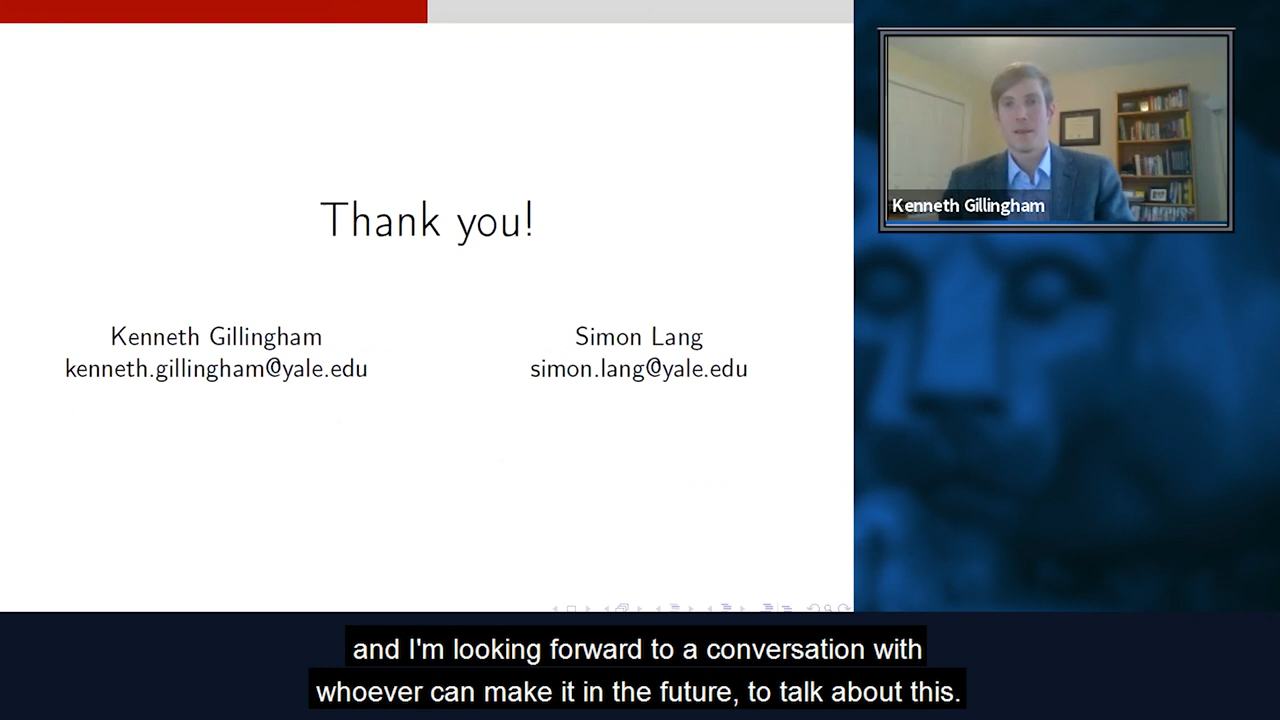 Thank you!
Kenneth Gillingham
kenneth.gillingham@yale.edu
Simon Lang
simon.lang@yale.edu
Kenneth Gillingham
and I'm looking forward to a conversation with
whoever can make it in the future, to talk about this.